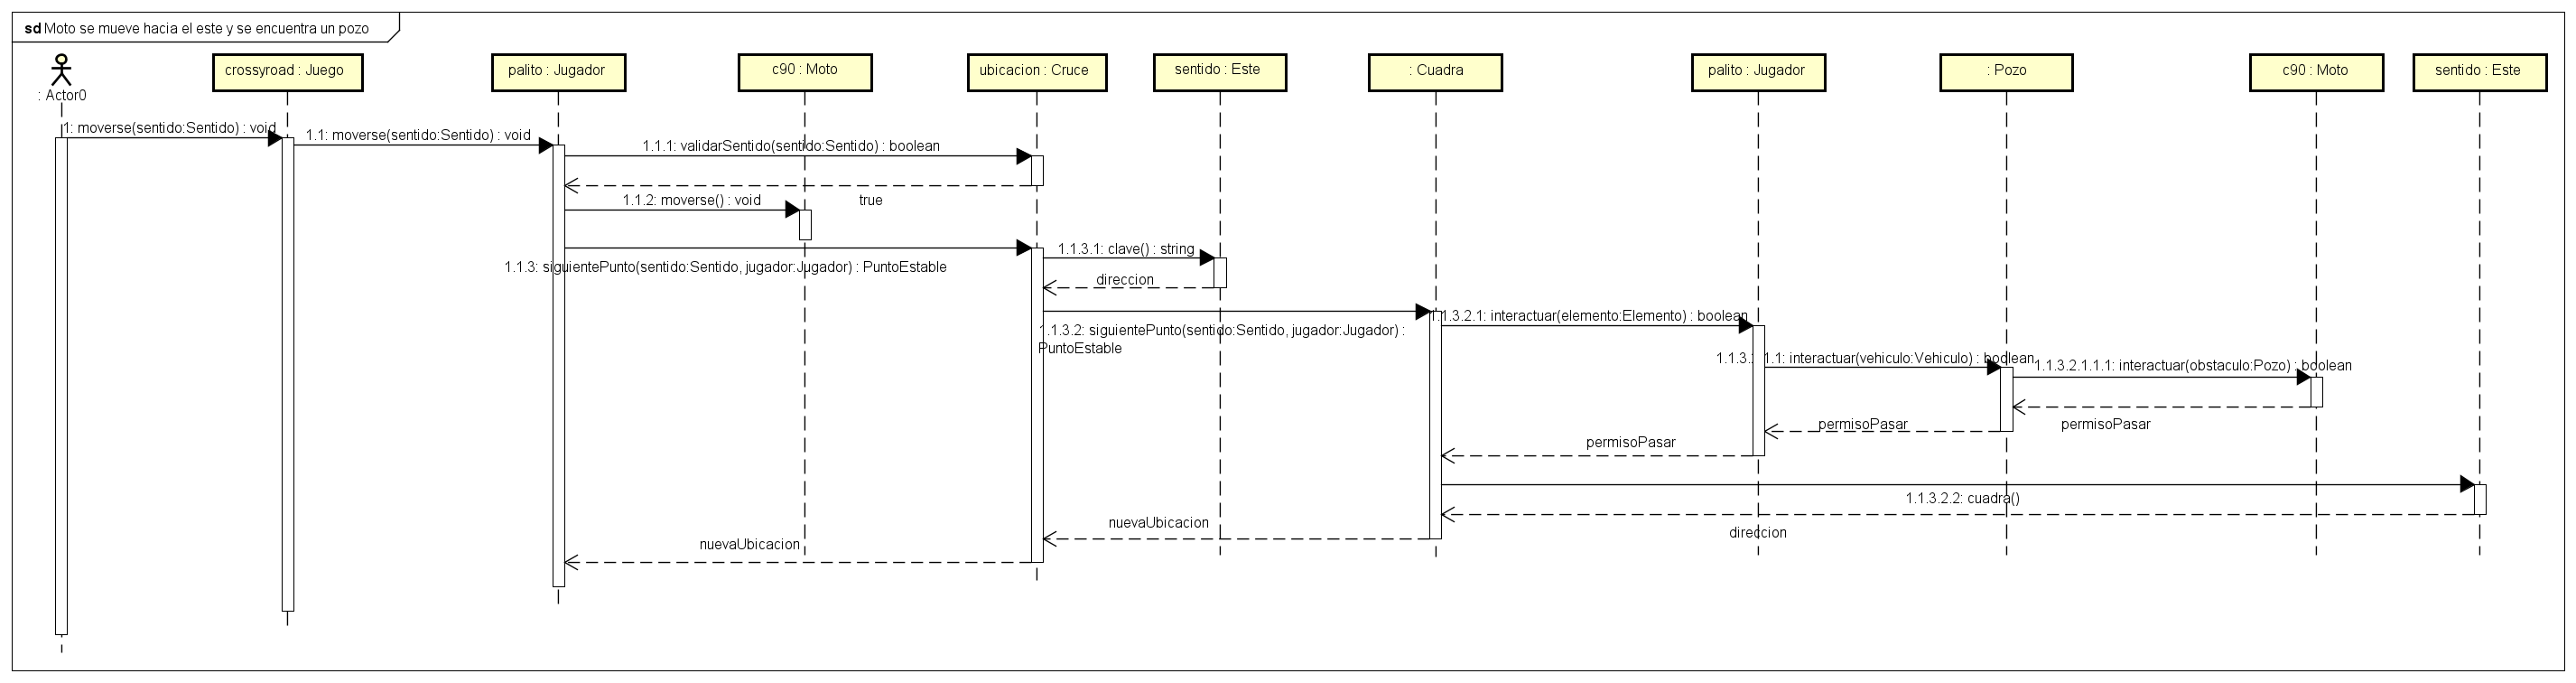 sd Moto se mueve hacia el este y se encuentra un pozo
: Actor0
crossyroad : Juego
palito : Jugador
c90 : Moto
ubicacion : Cruce
sentido : Este
: Cuadra
palito : Jugador
: Pozo
c90 : Moto
sentido : Este
1: moverse(sentido:Sentido) : void
1.1: moverse(sentido:Sentido) : void
1.1.1: validarSentido(sentido:Sentido) : boolean
true
1.1.2: moverse() : void
1.1.3: siguientePunto(sentido:Sentido, jugador:Jugador) : PuntoEstable
1.1.3.1: clave() : string
direccion
1.1.3.2: siguientePunto(sentido:Sentido, jugador:Jugador) :
PuntoEstable
1.1.3.2.1: interactuar(elemento:Elemento) : boolean
1.1.3.2.1.1: interactuar(vehiculo:Vehiculo) : boolean
1.1.3.2.1.1.1: interactuar(obstaculo:Pozo) : boolean
permisoPasar
permisoPasar
permisoPasar
1.1.3.2.2: cuadra()
direccion
nuevaUbicacion
nuevaUbicacion